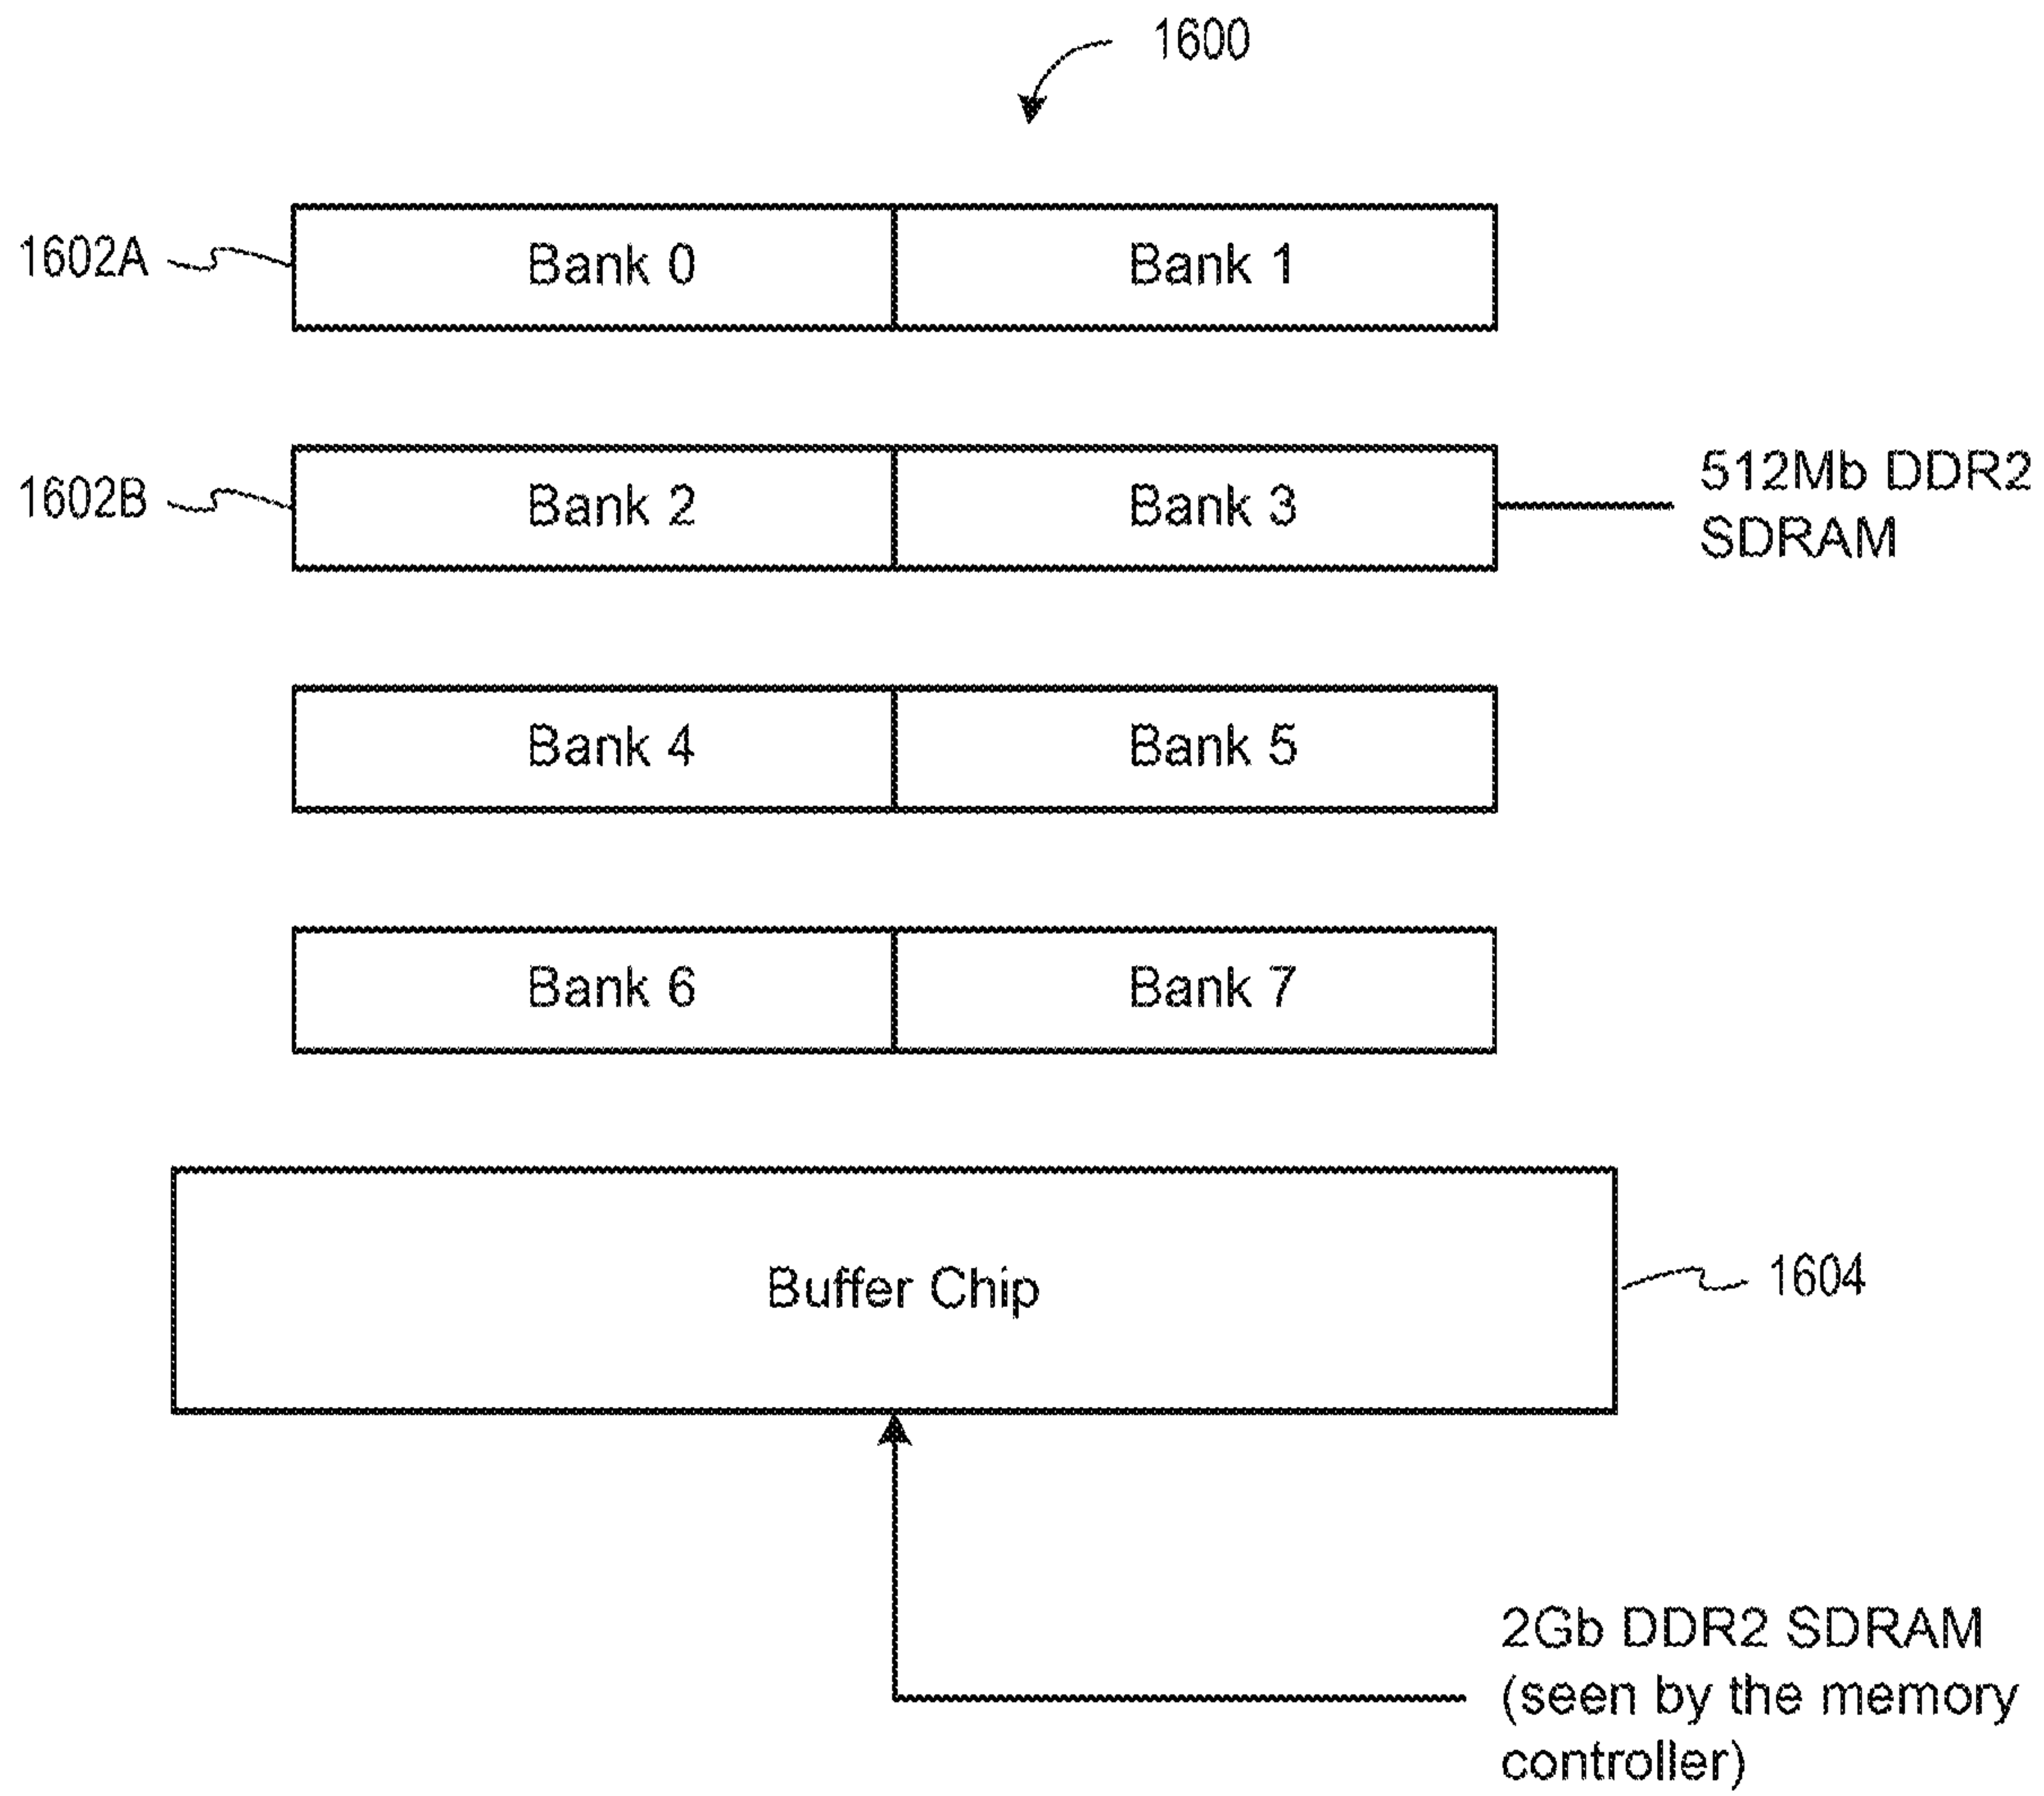 1600
1602A
Bank 0
Bank 1
1602B
Bank 2
Bank 3
512Mb DDR2
SDRAM
Bank 4
Bank 5
Bank 6
Bank 7
Buffer Chip
1604
2Gb DDR2 SDRAM
(seen by the memory
controller)